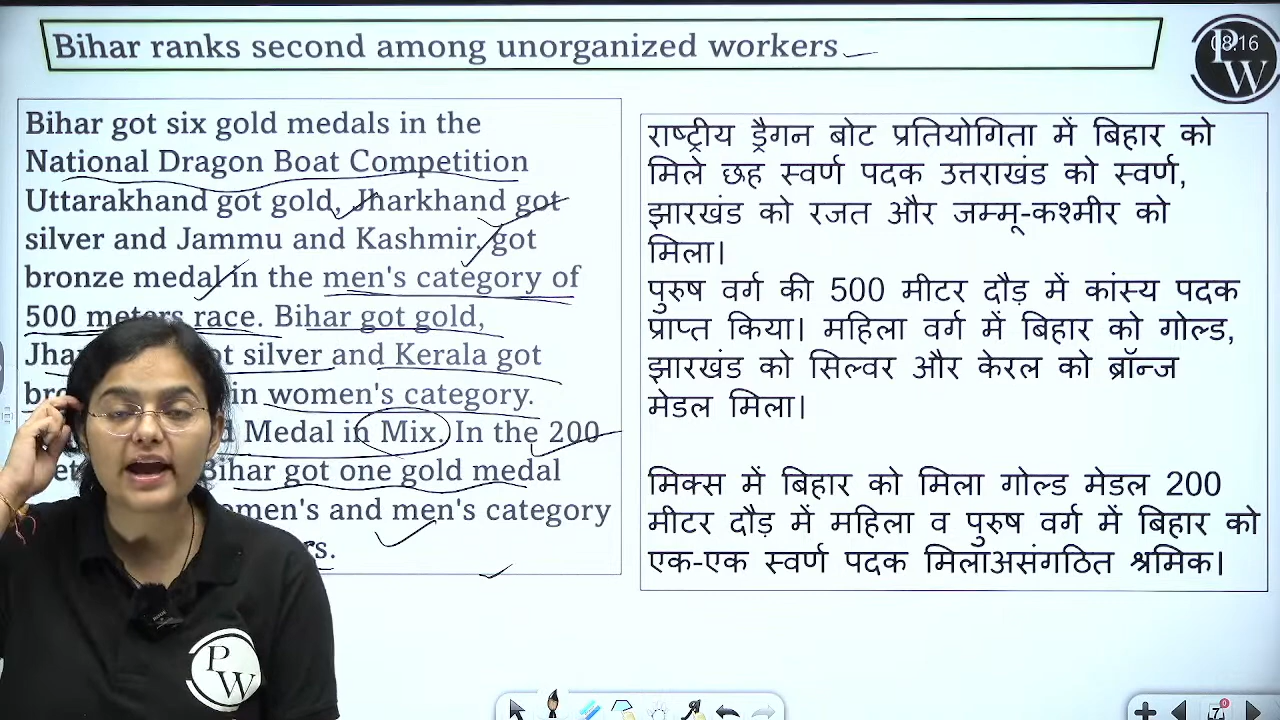 Bihar ranks second among unorganized workers
08:16
PW
Bihar got six gold medals in the
National Dragon Boat Competition
Uttarakhand got gold, Jharkhand got
silver and Jammu and Kashmir. got
bronze medal in the men's category of
500 meters race. Bihar got gold,
silver and Kerala got
in women's category.
Medal in Mix. In the 200
Bihar got one gold medal
and men's category
राष्ट्रीय ड्रैगन बोट प्रतियोगिता में बिहार को
मिले छह स्वर्ण पदक उत्तराखंड को स्वर्ण,
झारखंड को रजत और जम्मू-कश्मीर को
मिला।
पुरुष वर्ग की 500 मीटर दौड़ में कांस्य पदक
प्राप्त किया। महिला वर्ग में बिहार को गोल्ड,
झारखंड को सिल्वर और केरल को ब्रॉन्ज
मेडल मिला।
मिक्स में बिहार को मिला गोल्ड मेडल 200
मीटर दौड़ में महिला व पुरुष वर्ग में बिहार को
एक-एक स्वर्ण पदक मिलाअसंगठित श्रमिक।
PW
7